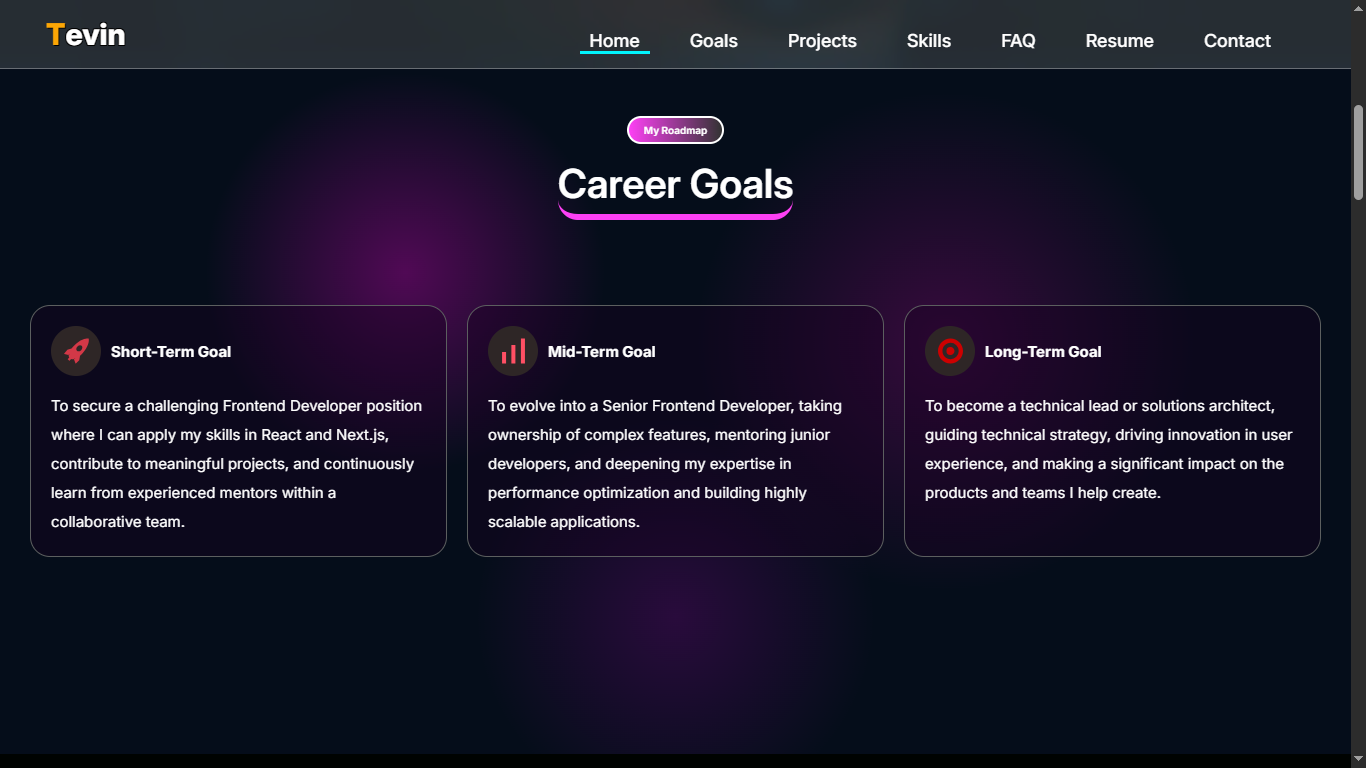 Tevin
Home Goals Projects Skills FAQ Resume Contact
My Roadmap
Career Goals
Short-Term Goal
To secure a challenging Frontend Developer position
where I can apply my skills in React and Next.js,
contribute to meaningful projects, and continuously
learn from experienced mentors within a
collaborative team.
Mid-Term Goal
To evolve into a Senior Frontend Developer, taking
ownership of complex features, mentoring junior
developers, and deepening my expertise in
performance optimization and building highly
scalable applications.
Long-Term Goal
To become a technical lead or solutions architect,
guiding technical strategy, driving innovation in user
experience, and making a significant impact on the
products and teams I help create.